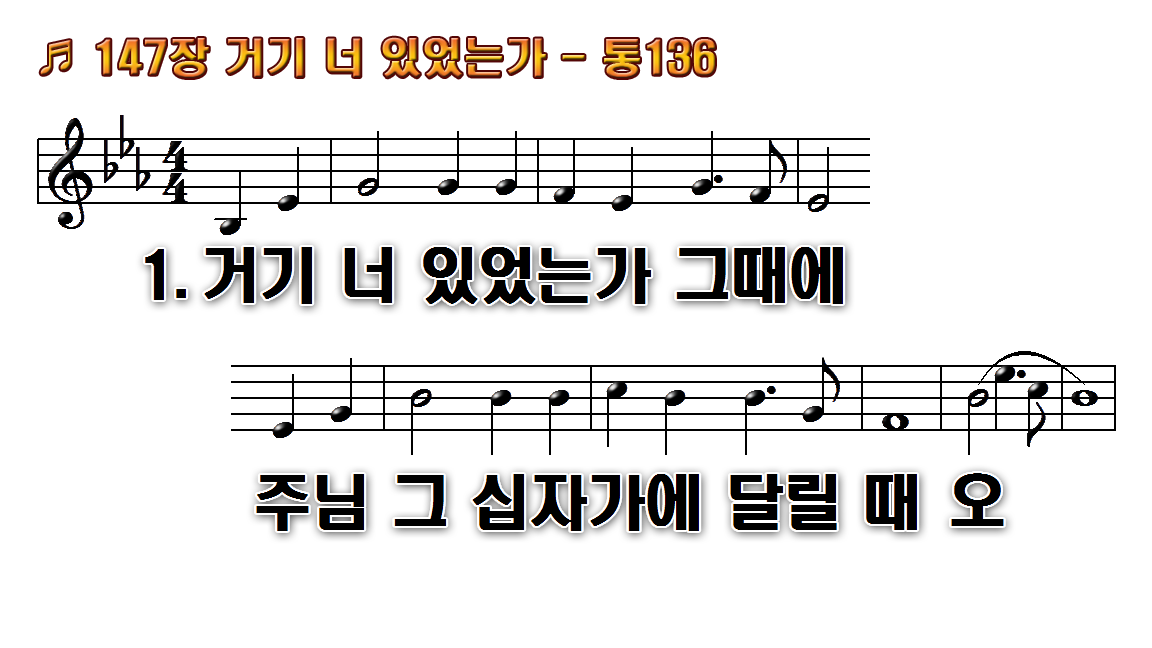 147장 거기 너 있었는가 - 통136
1. 거기 너 있었는가 그때에
주님 그 십자가에 달릴 때 오